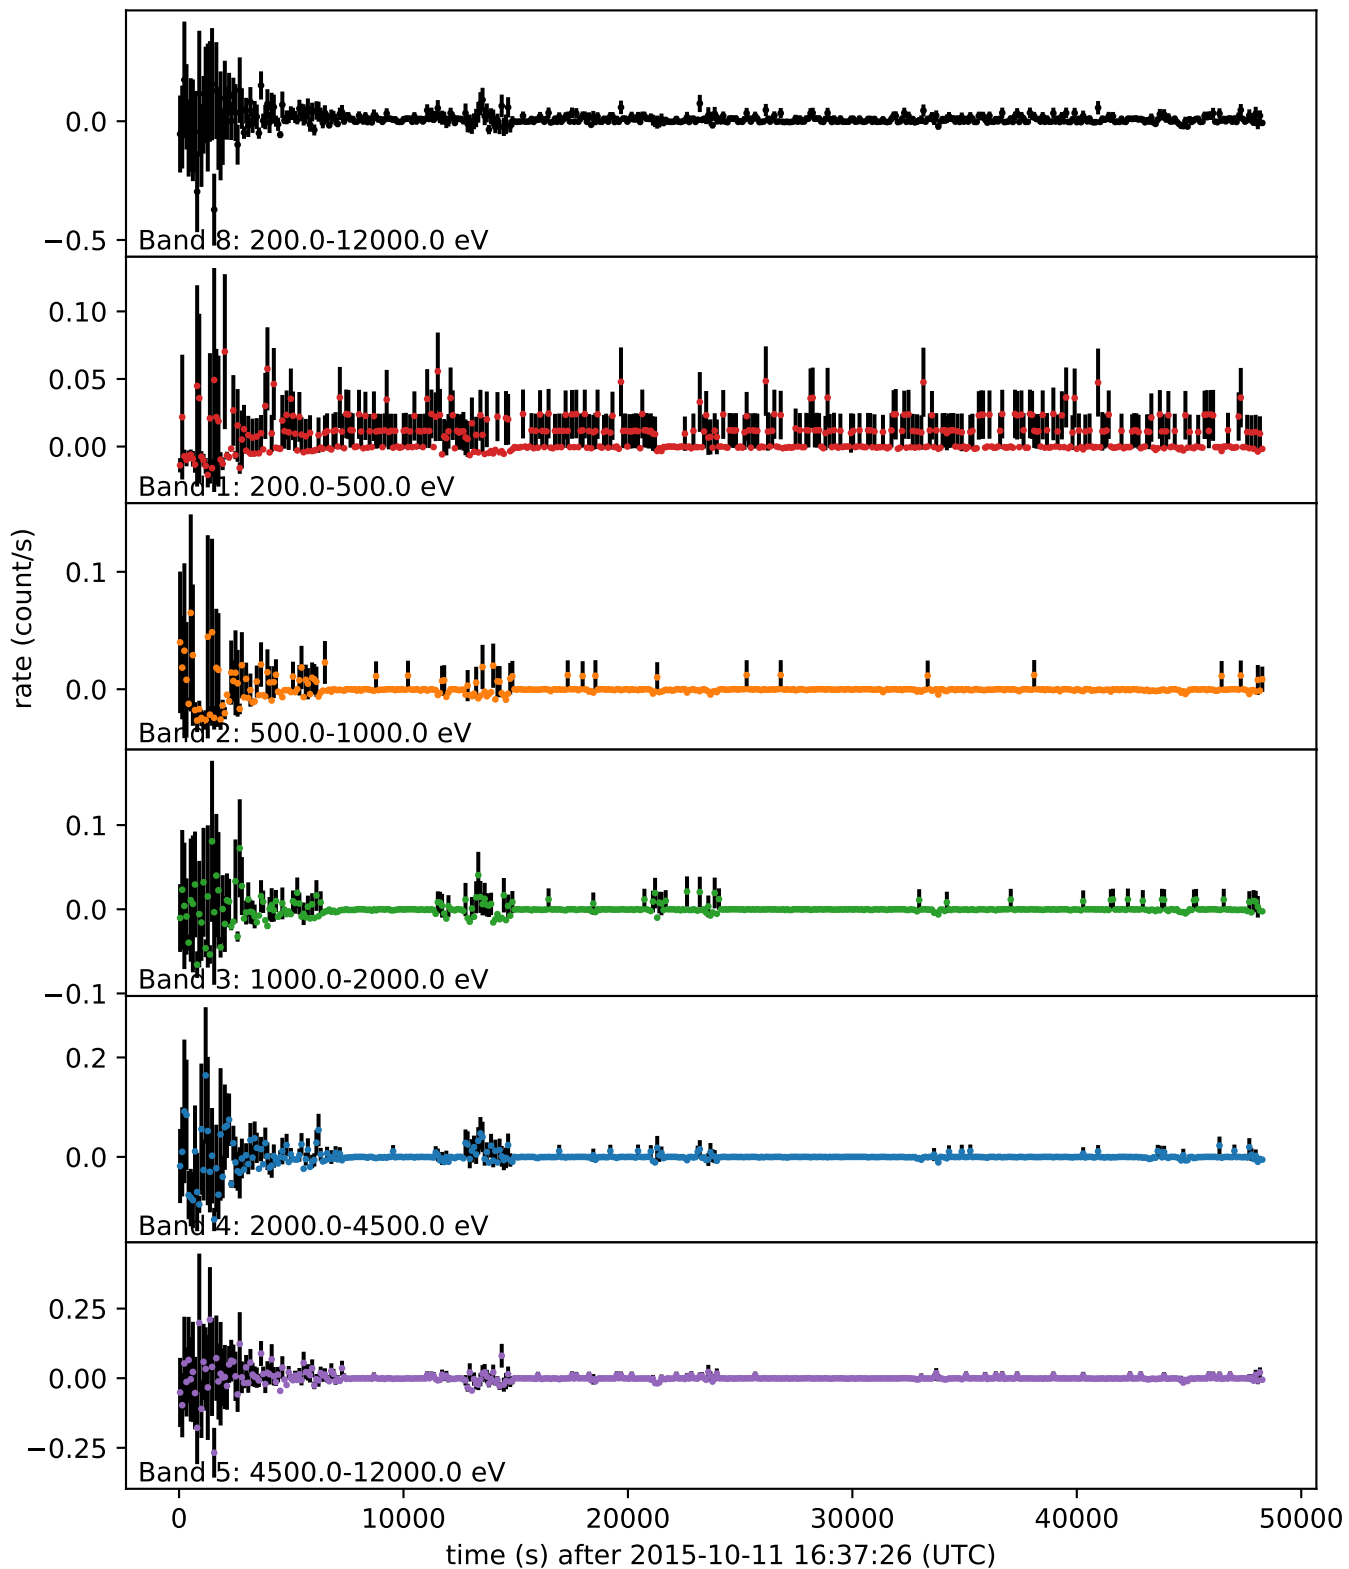 0.0
−0.5
Band 8: 200.0-12000.0 eV
0.10
0.05
0.00
Band 1: 200.0-500.0 eV
rate (count/s)
0.1
0.0
Band 2: 500.0-1000.0 eV
0.1
0.0
−0.1
Band 3: 1000.0-2000.0 eV
0.2
0.0
Band 4: 2000.0-4500.0 eV
0.25
0.00
−0.25
Band 5: 4500.0-12000.0 eV
0 10000 20000 30000 40000 50000
time (s) after 2015-10-11 16:37:26 (UTC)